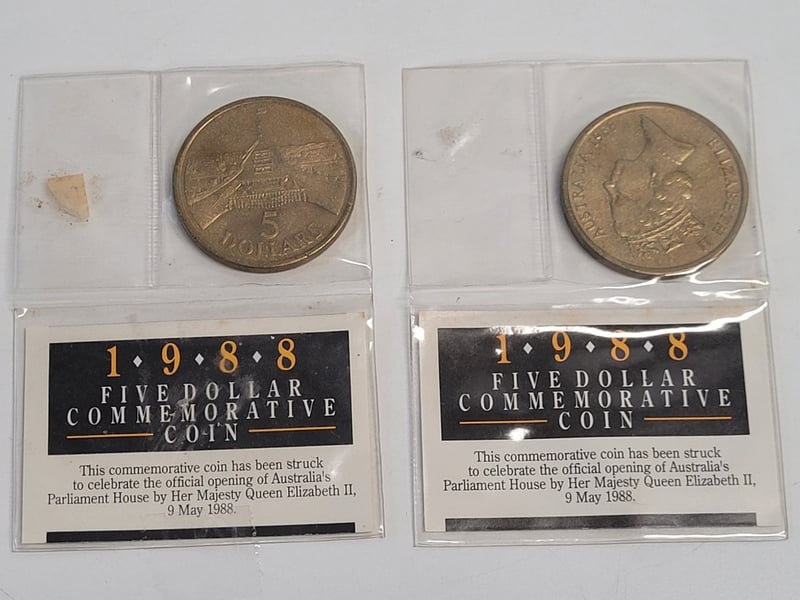 5
DOLLARS
AUSTRALIA
ELIZABETH II
1·9·8·8
FIVE DOLLAR
COMMEMORATIVE
COIN
This commemorative coin has been struck
to celebrate the official opening of Australia's
Parliament House by Her Majesty Queen Elizabeth II,
9 May 1988.
1·9·8·8
FIVE DOLLAR
COMMEMORATIVE
COIN
This commemorative coin has been struck
to celebrate the official opening of Australia's
Parliament House by Her Majesty Queen Elizabeth II,
9 May 1988.